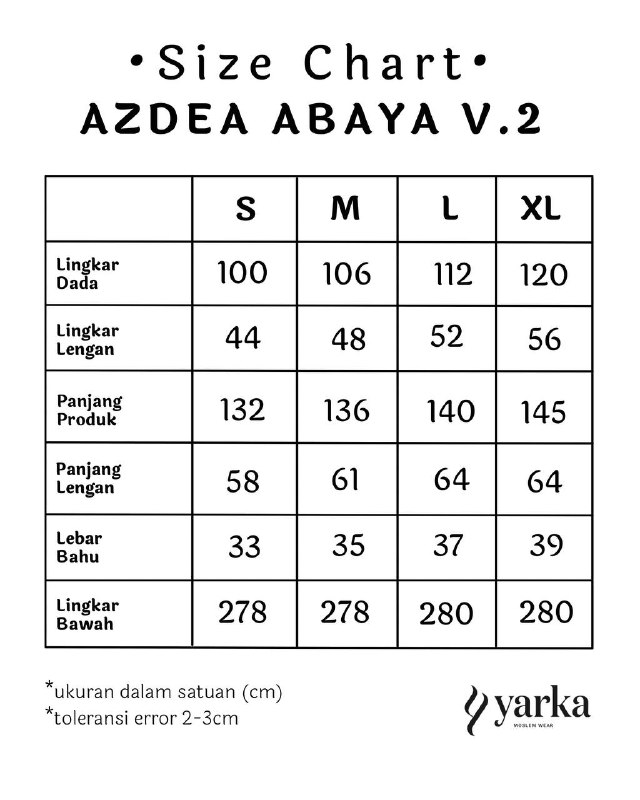 •Size Chart•
AZDEA ABAYA V.2
S M L XL
Lingkar Dada 100 106 112 120
Lingkar Lengan 44 48 52 56
Panjang Produk 132 136 140 145
Panjang Lengan 58 61 64 64
Lebar Bahu 33 35 37 39
Lingkar Bawah 278 278 280 280
*ukuran dalam satuan (cm)
*toleransi error 2-3cm
yarka
MOSLEM WEAR